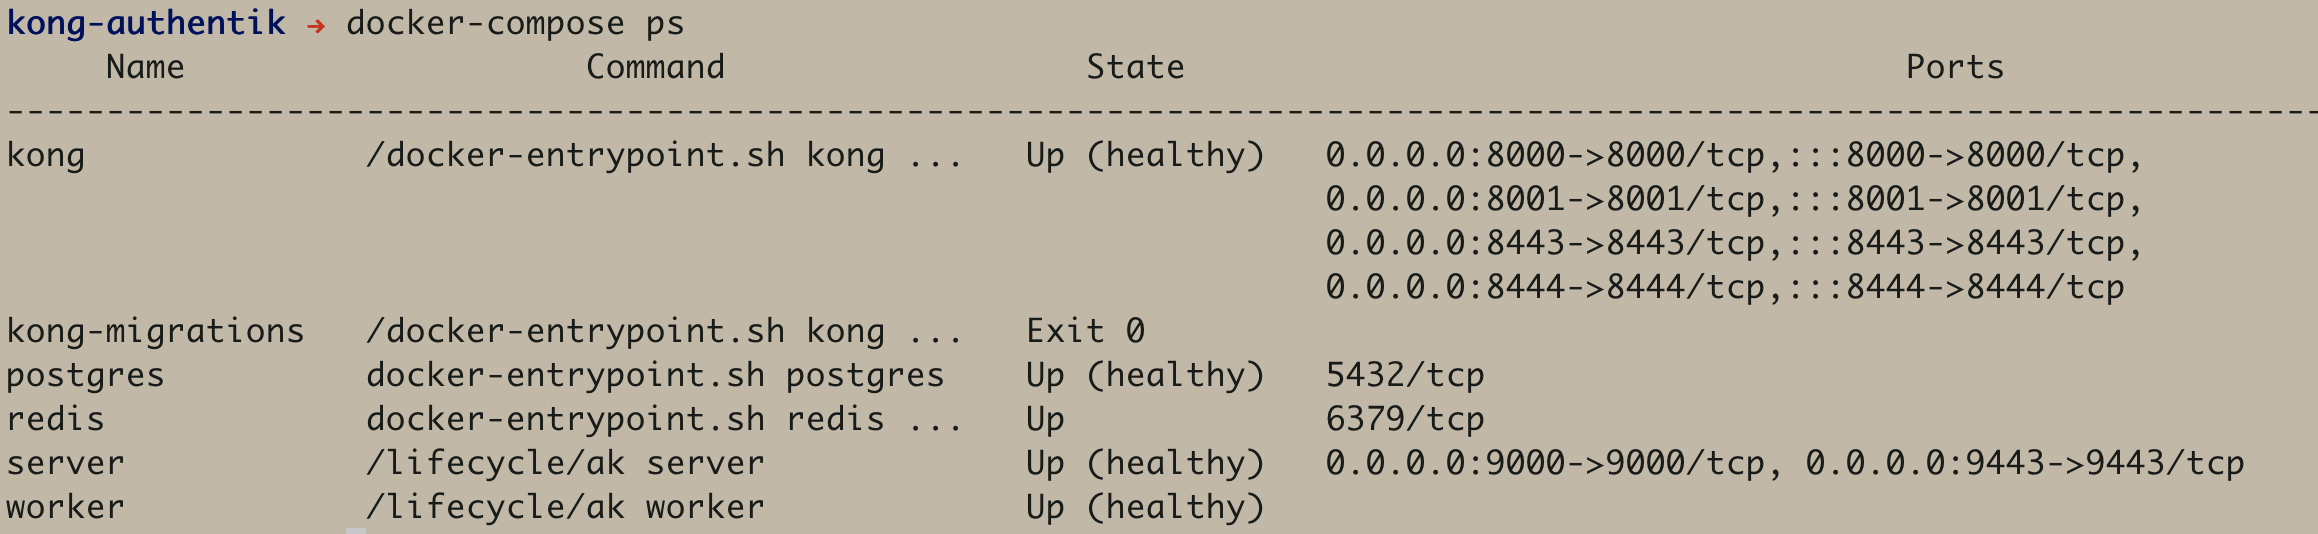 kong-authentik → docker-compose ps
Name Command State Ports
--------------------------------------------------------------------------------------------------------------------
kong /docker-entrypoint.sh kong ... Up (healthy) 0.0.0.0:8000->8000/tcp,:::8000->8000/tcp,
0.0.0.0:8001->8001/tcp,:::8001->8001/tcp,
0.0.0.0:8443->8443/tcp,:::8443->8443/tcp,
0.0.0.0:8444->8444/tcp,:::8444->8444/tcp
kong-migrations /docker-entrypoint.sh kong ... Exit 0
postgres docker-entrypoint.sh postgres Up (healthy) 5432/tcp
redis docker-entrypoint.sh redis ... Up 6379/tcp
server /lifecycle/ak server Up (healthy) 0.0.0.0:9000->9000/tcp, 0.0.0.0:9443->9443/tcp
worker /lifecycle/ak worker Up (healthy)